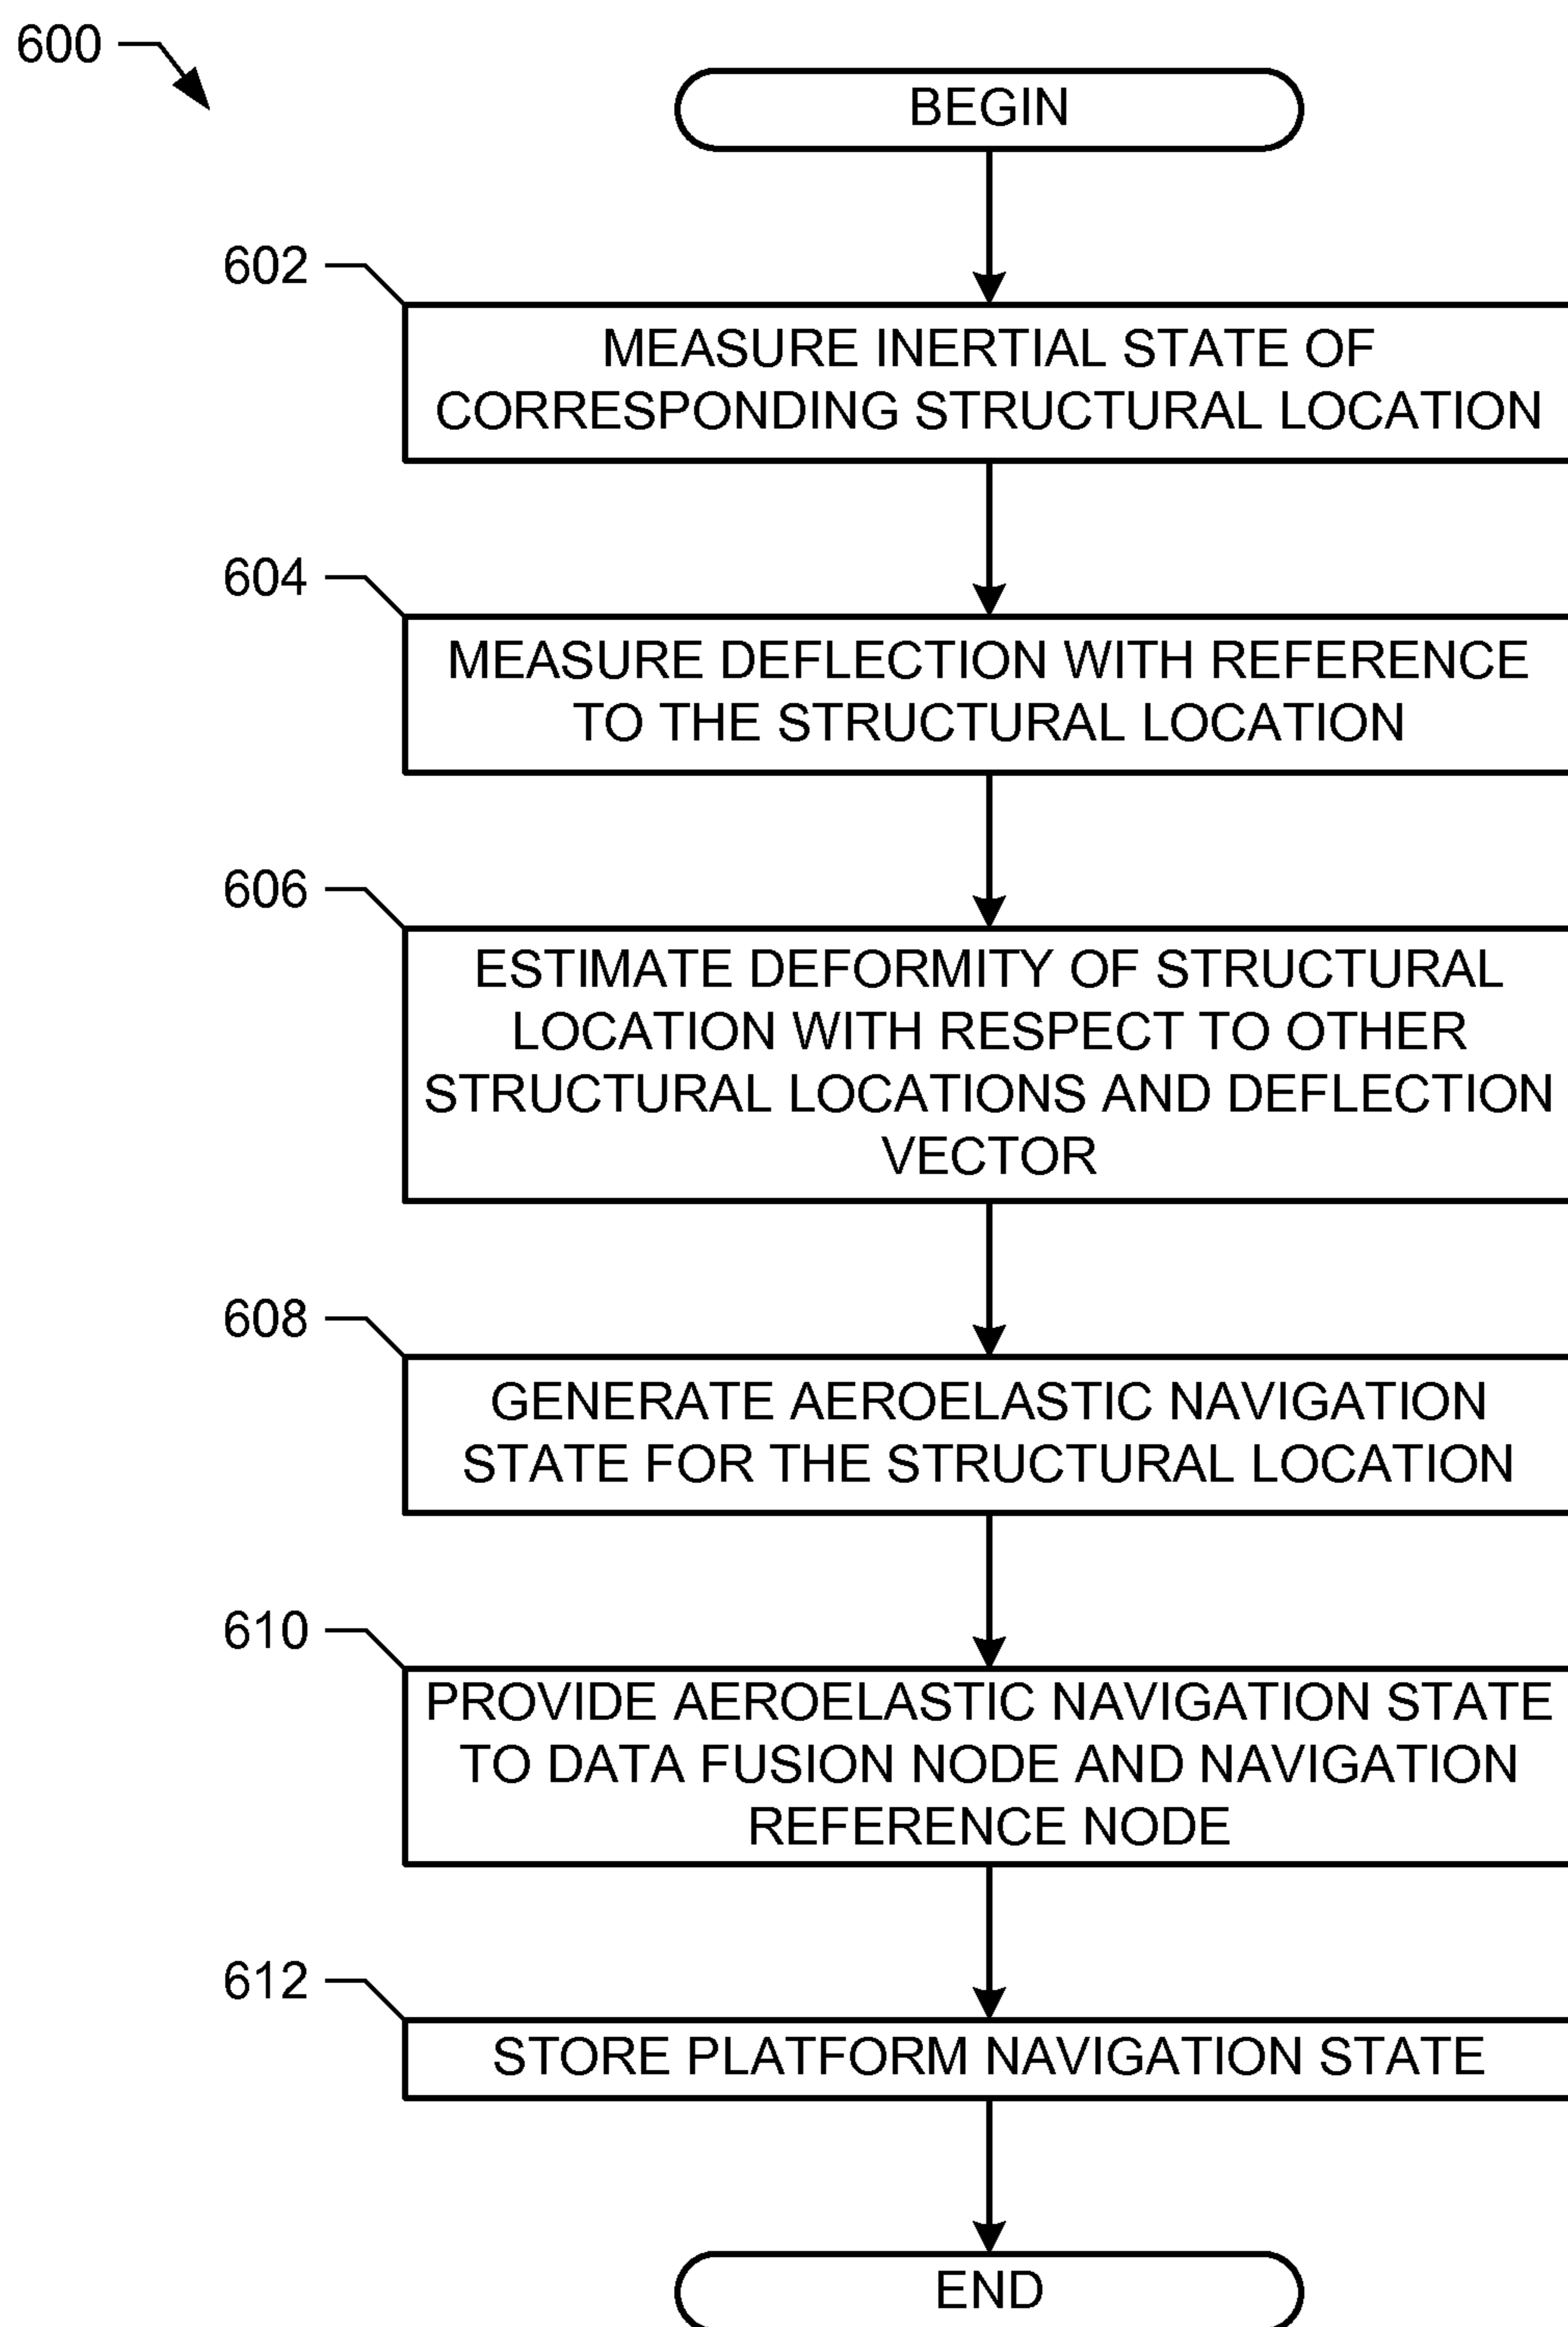 600
BEGIN
602
MEASURE INERTIAL STATE OF
CORRESPONDING STRUCTURAL LOCATION
604
MEASURE DEFLECTION WITH REFERENCE
TO THE STRUCTURAL LOCATION
606
ESTIMATE DEFORMITY OF STRUCTURAL
LOCATION WITH RESPECT TO OTHER
STRUCTURAL LOCATIONS AND DEFLECTION
VECTOR
608
GENERATE AEROELASTIC NAVIGATION
STATE FOR THE STRUCTURAL LOCATION
610
PROVIDE AEROELASTIC NAVIGATION STATE
TO DATA FUSION NODE AND NAVIGATION
REFERENCE NODE
612
STORE PLATFORM NAVIGATION STATE
END